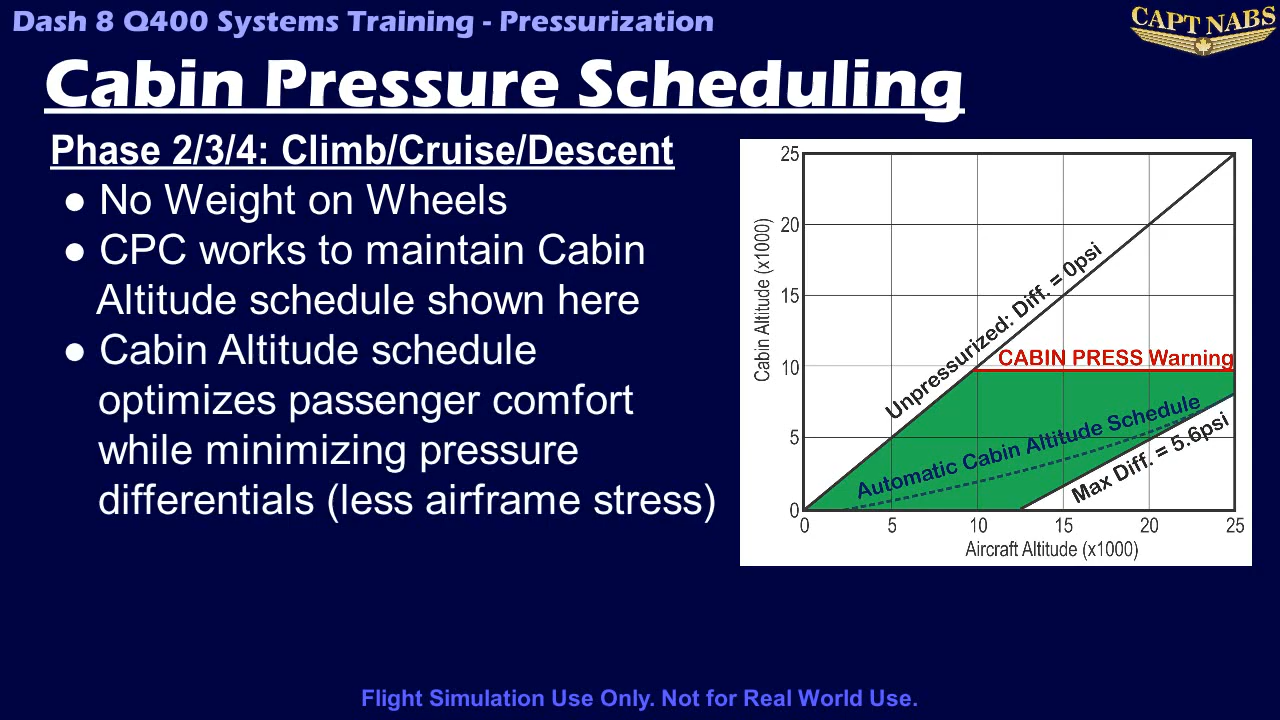 Dash 8 Q400 Systems Training - Pressurization
CAPT NABS
Cabin Pressure Scheduling
Phase 2/3/4: Climb/Cruise/Descent
● No Weight on Wheels
● CPC works to maintain Cabin
Altitude schedule shown here
● Cabin Altitude schedule
optimizes passenger comfort
while minimizing pressure
differentials (less airframe stress)
25
20
15
10
5
0
Cabin Altitude (x1000)
Unpressurized: Diff. = 0psi
CABIN PRESS Warning
Automatic Cabin Altitude Schedule
Max Diff. = 5.6psi
0 5 10 15 20 25
Aircraft Altitude (x1000)
Flight Simulation Use Only. Not for Real World Use.